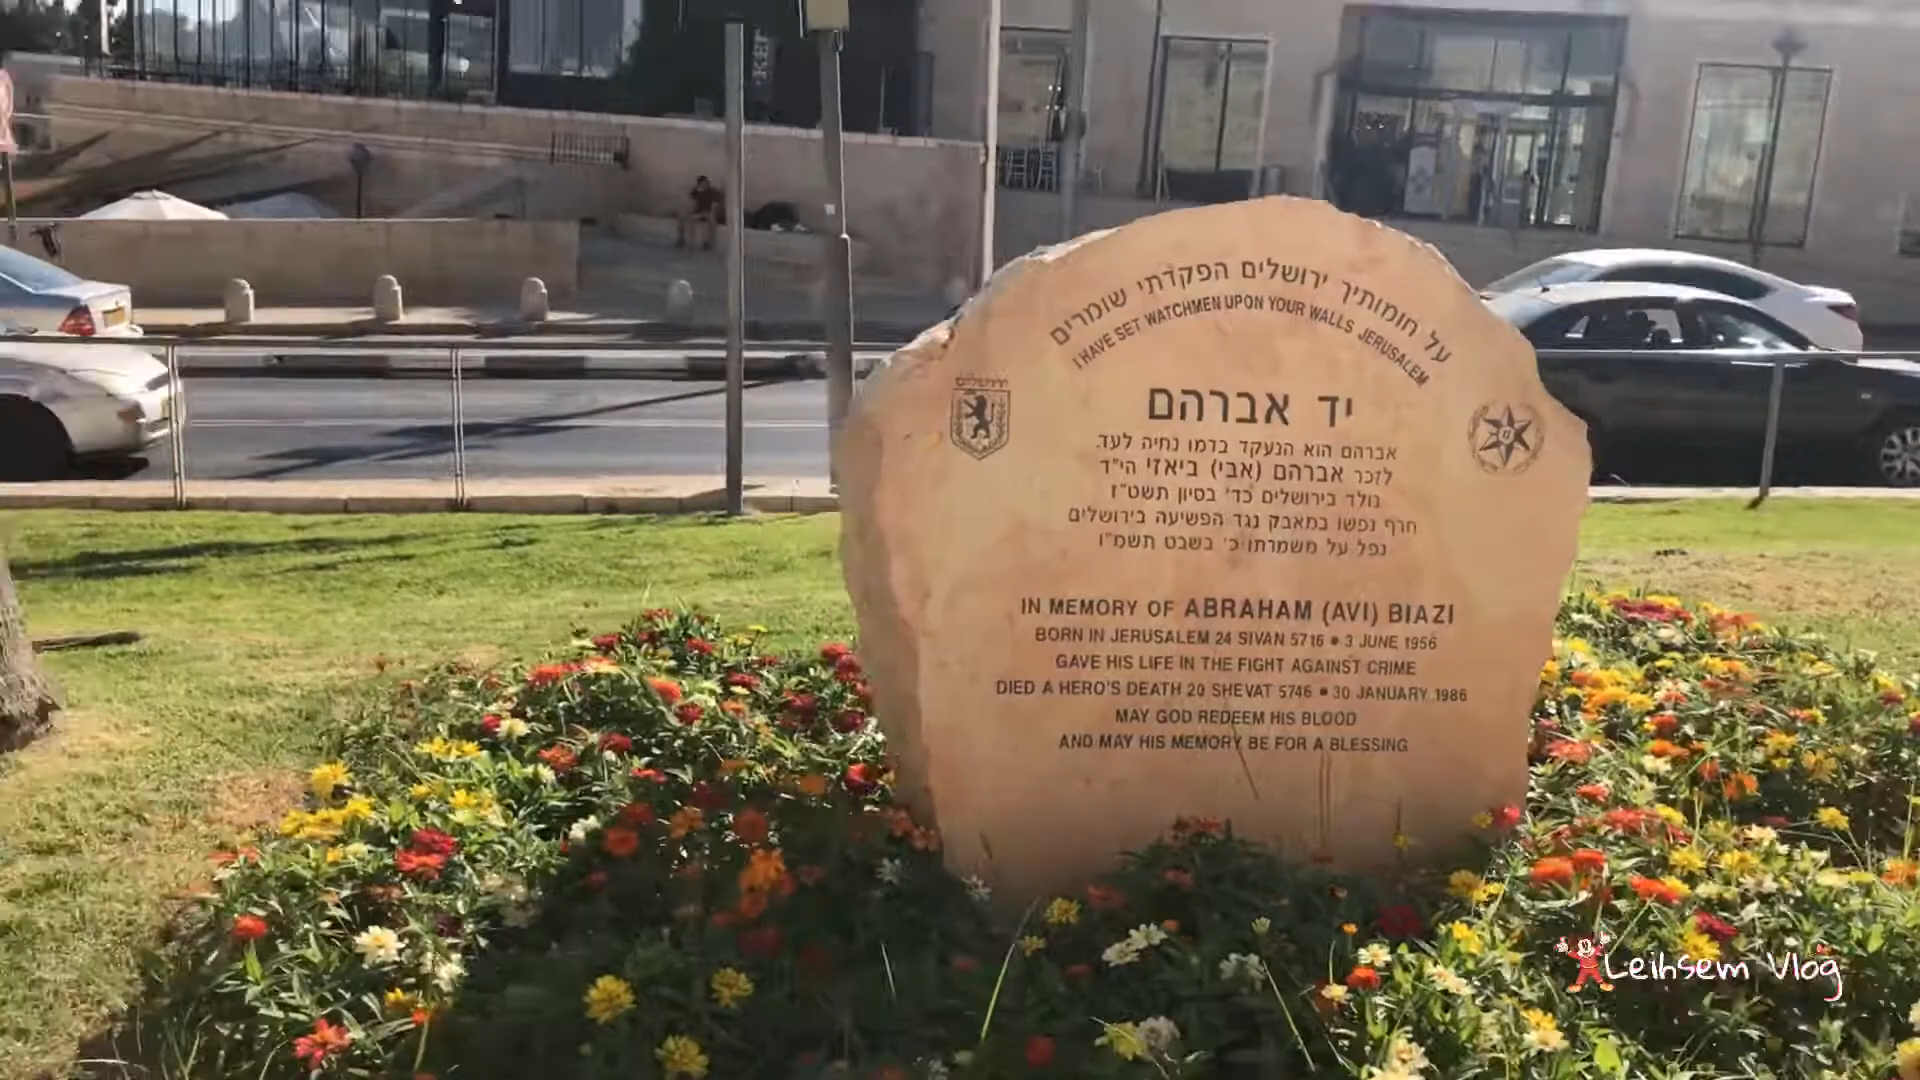 על חומותיך ירושלים הפקדתי שומרים
I HAVE SET WATCHMEN UPON YOUR WALLS JERUSALEM
ירושלים
יד אברהם
אברהם הוא הנעקד בדמו נחיה לעד.
לזכר אברהם (אבי) ביאזי הי"ד
נולד בירושלים כד' בסיון תשט"ז
חרף נפשו במאבק נגד הפשיעה בירושלים
נפל על משמרתו כ' בשבט תשמ"ו
IN MEMORY OF ABRAHAM (AVI) BIAZI
BORN IN JERUSALEM 24 SIVAN 5716 • 3 JUNE 1956
GAVE HIS LIFE IN THE FIGHT AGAINST CRIME
DIED A HERO'S DEATH 20 SHEVAT 5746 • 30 JANUARY 1986
MAY GOD REDEEM HIS BLOOD
AND MAY HIS MEMORY BE FOR A BLESSING
Leihsem Vlog